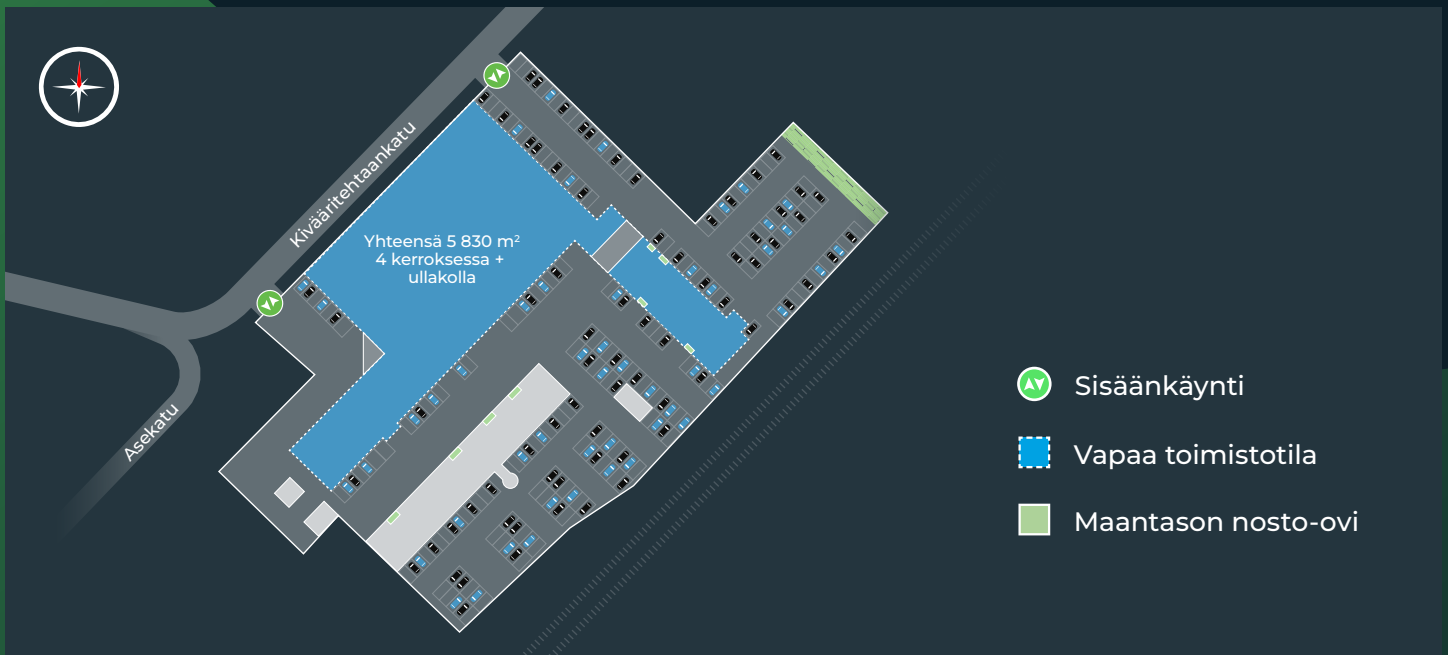 Kivääritehtaankatu
Yhteensä 5 830 m²
4 kerroksessa +
ullakolla
Asekatu
Sisäänkäynti
Vapaa toimistotila
Maantason nosto-ovi